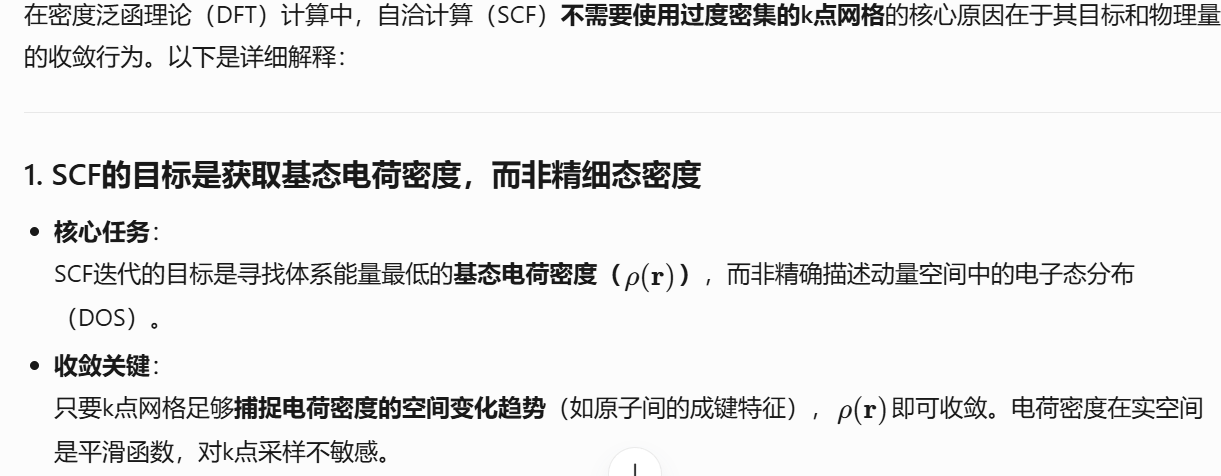 在密度泛函理论（DFT）计算中，自洽计算（SCF）不需要使用过度密集的k点网格的核心原因在于其目标和物理量
的收敛行为。以下是详细解释：
1. SCF的目标是获取基态电荷密度，而非精细态密度
• 核心任务：
SCF迭代的目标是寻找体系能量最低的基态电荷密度（ρ(r)），而非精确描述动量空间中的电子态分布
（DOS）。
• 收敛关键：
只要k点网格足够捕捉电荷密度的空间变化趋势（如原子间的成键特征），ρ(r)即可收敛。电荷密度在实空间
是平滑函数，对k点采样不敏感。